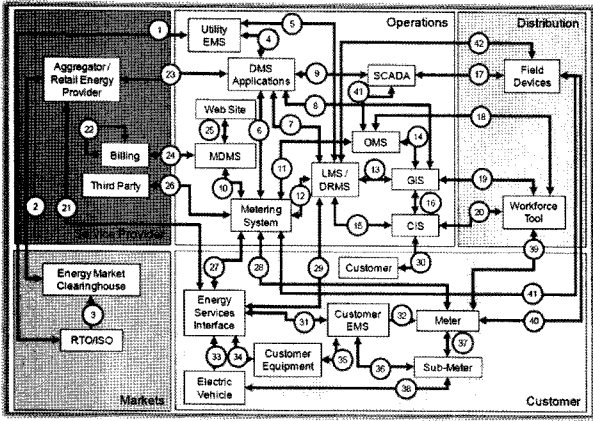 Operations
Distribution
1
Utility
EMS
5
4
42
Aggregator /
Retail Energy
Provider
23
DMS
Applications
9
SCADA
17
Field
Devices
8
41
Web Site
18
22
25
6
7
OMS
14
Billing
24
MDMS
11
LMS /
DRMS
13
GIS
19
Third Party
26
10
12
16
Workforce
Tool
2
21
Metering
System
15
CIS
20
Service Provider
39
Customer
30
27
28
29
Energy Market
Clearinghouse
41
Energy
Services
Interface
31
Customer
EMS
32
Meter
40
3
RTO/ISO
33
34
Customer
Equipment
35
36
37
Sub-Meter
Electric
Vehicle
38
Markets
Customer